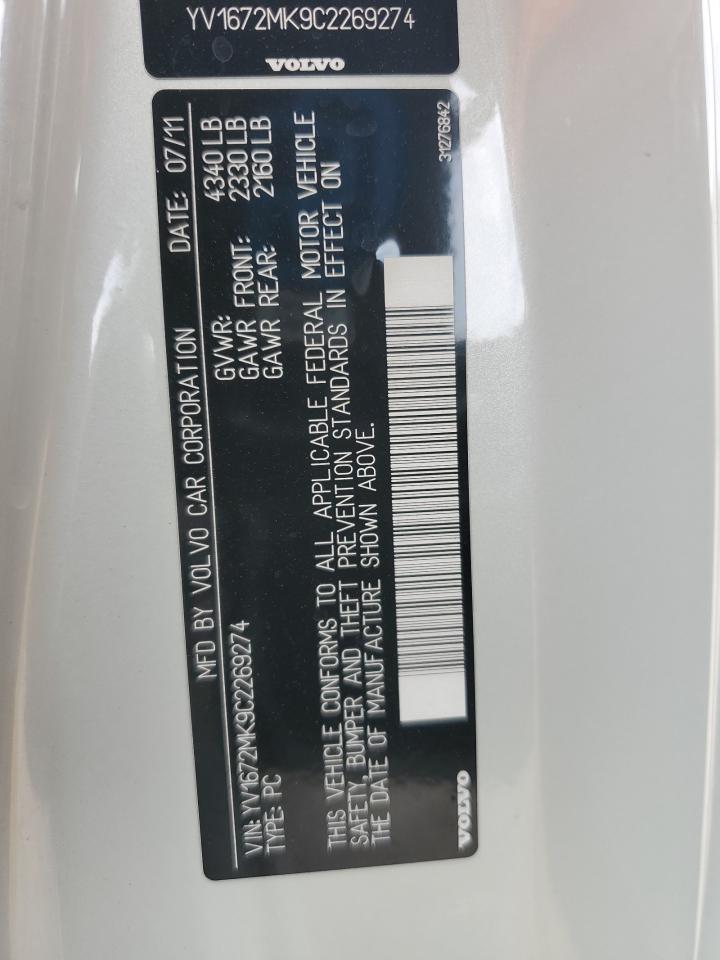 YV1672MK9C2269274
VOLVO
MFD BY VOLVO CAR CORPORATION DATE: 07/11
GVWR: 4340 LB
GAWR FRONT: 2330 LB
GAWR REAR: 2160 LB
VIN: YV1672MK9C2269274
TYPE: PC
THIS VEHICLE CONFORMS TO ALL APPLICABLE FEDERAL MOTOR VEHICLE
SAFETY, BUMPER AND THEFT PREVENTION STANDARDS IN EFFECT ON
THE DATE OF MANUFACTURE SHOWN ABOVE.
VOLVO
31276842